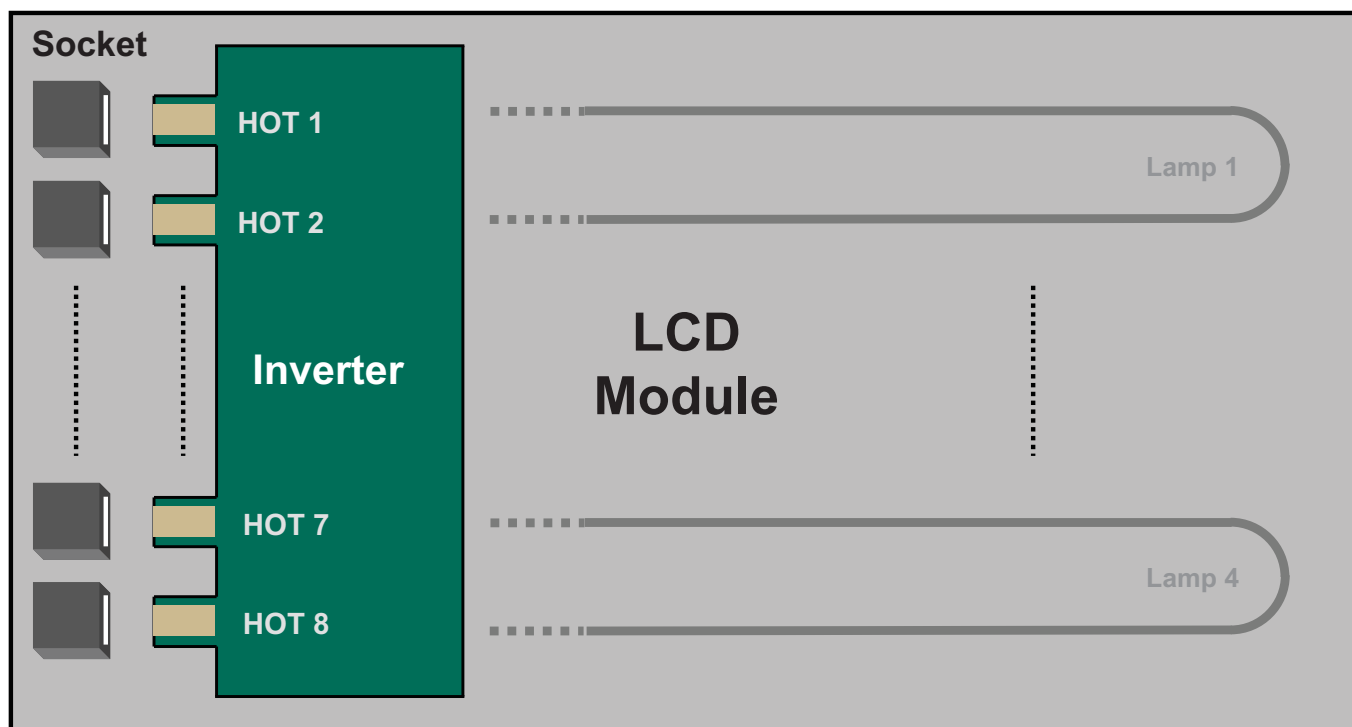 Socket
HOT 1
Lamp 1
HOT 2
LCD
Module
Inverter
HOT 7
Lamp 4
HOT 8